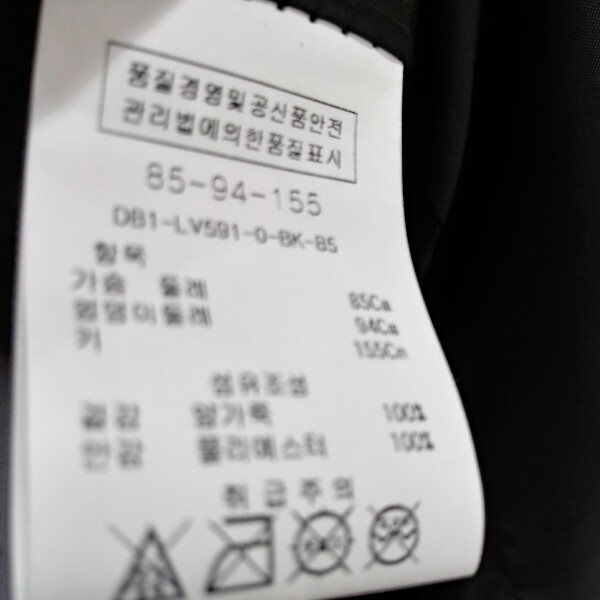 품질경영및공산품안전
관리법에의한품질표시
85-94-155
DB1-LV591-0-BK-85
항목
가슴 둘레 85Cm
엉덩이둘레 94Cm
키 155Cm
섬유조성
겉감 양가죽 100%
안감 폴리에스터 100%
취급주의